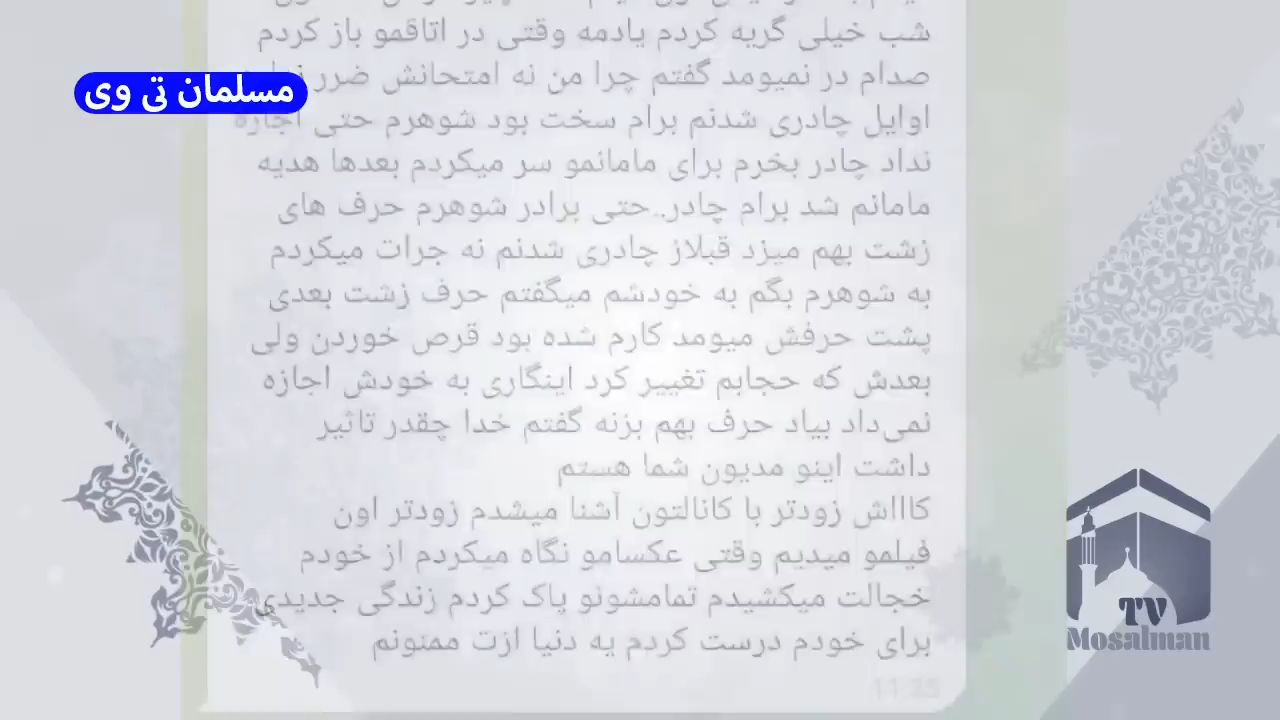 شب خیلی گریه کردم یادمه وقتی در اتاقمو باز کردم
صدام در نمیومد گفتم چرا من نه امتحانش ضرر
مسلمان تی وی
اوایل چادری شدنم برام سخت بود شوهرم حتی اجازه
نداد چادر بخرم برای مامانمو سر میکردم بعدها هدیه
مامانم شد برام چادر..حتی برادر شوهرم حرف های
زشت بهم میزد قبلاز چادری شدنم نه جرات میکردم
به شوهرم بگم به خودشم میگفتم حرف زشت بعدی
پشت حرفش میومد کارم شده بود قرص خوردن ولی
بعدش که حجابم تغییر کرد اینگاری به خودش اجازه
نمی‌داد بیاد حرف بهم بزنه گفتم خدا چقدر تاثیر
داشت اینو مدیون شما هستم
کاااش زودتر با کانالتون آشنا میشدم زودتر اون
فیلمو میدیم وقتی عکسامو نگاه میکردم از خودم
خجالت میکشیدم تمامشونو پاک کردم زندگی جدیدی
برای خودم درست کردم یه دنیا ازت ممنونم
TV
Mosalman